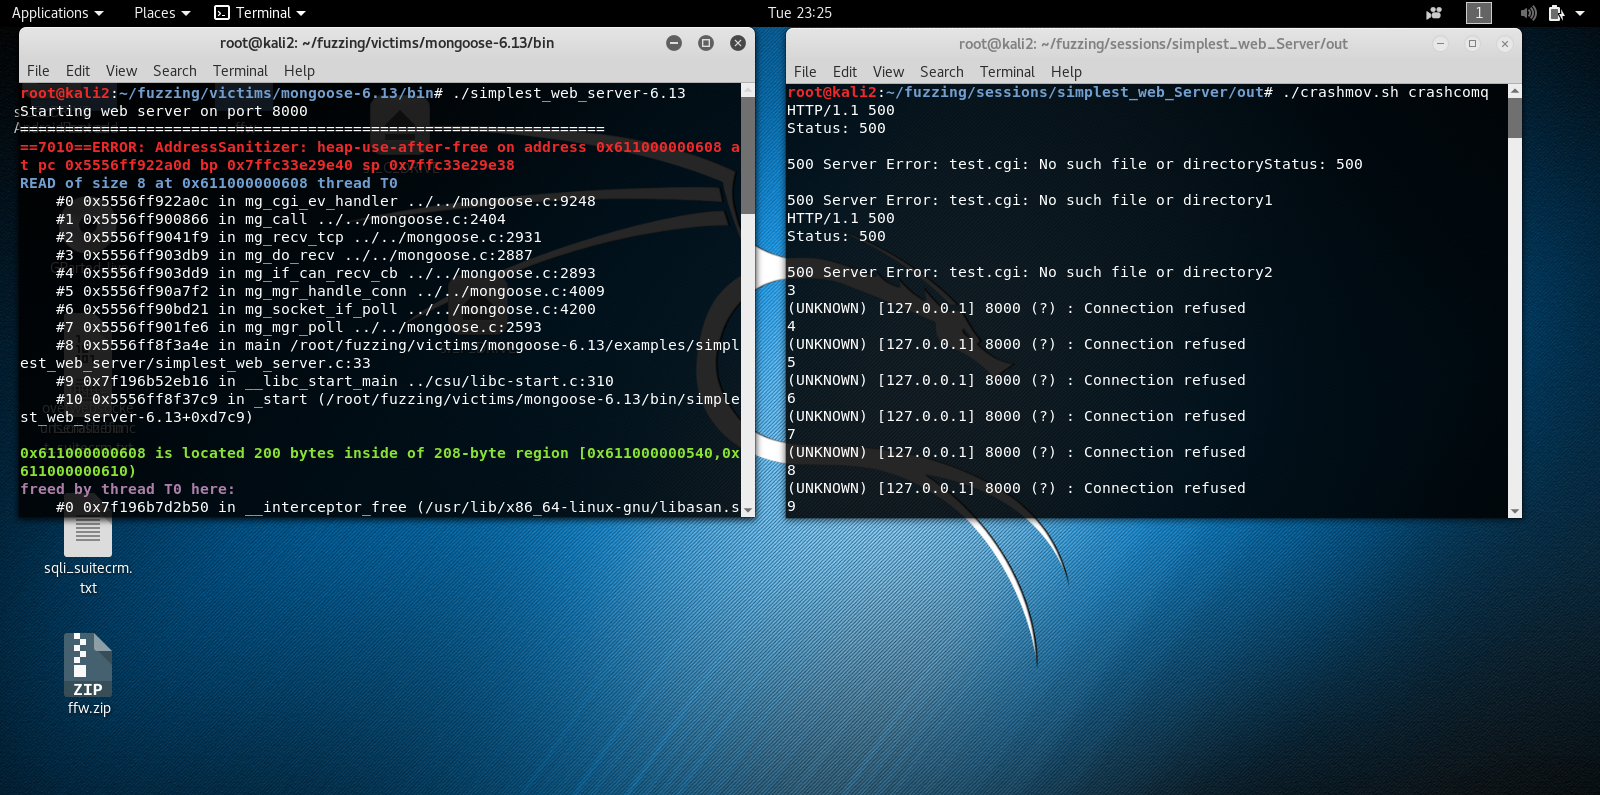 Applications Places Terminal Tue 23:25 1
root@kali2: ~/fuzzing/victims/mongoose-6.13/bin
File Edit View Search Terminal Help
root@kali2:~/fuzzing/victims/mongoose-6.13/bin# ./simplest_web_server-6.13
Starting web server on port 8000
=================================================================
==7010==ERROR: AddressSanitizer: heap-use-after-free on address 0x611000000608 a
t pc 0x5556ff922a0d bp 0x7ffc33e29e40 sp 0x7ffc33e29e38
READ of size 8 at 0x611000000608 thread T0
#0 0x5556ff922a0c in mg_cgi_ev_handler ../../mongoose.c:9248
#1 0x5556ff900866 in mg_call ../../mongoose.c:2404
#2 0x5556ff9041f9 in mg_recv_tcp ../../mongoose.c:2931
#3 0x5556ff903db9 in mg_do_recv ../../mongoose.c:2887
#4 0x5556ff903dd9 in mg_if_can_recv_cb ../../mongoose.c:2893
#5 0x5556ff90a7f2 in mg_mgr_handle_conn ../../mongoose.c:4009
#6 0x5556ff90bd21 in mg_socket_if_poll ../../mongoose.c:4200
#7 0x5556ff901fe6 in mg_mgr_poll ../../mongoose.c:2593
#8 0x5556ff8f3a4e in main /root/fuzzing/victims/mongoose-6.13/examples/simpl
est_web_server/simplest_web_server.c:33
#9 0x7f196b52eb16 in __libc_start_main ../csu/libc-start.c:310
#10 0x5556ff8f37c9 in _start (/root/fuzzing/victims/mongoose-6.13/bin/simple
st_web_server-6.13+0xd7c9)
0x611000000608 is located 200 bytes inside of 208-byte region [0x611000000540,0x
611000000610)
freed by thread T0 here:
#0 0x7f196b7d2b50 in __interceptor_free (/usr/lib/x86_64-linux-gnu/libasan.s
root@kali2: ~/fuzzing/sessions/simplest_web_Server/out
File Edit View Search Terminal Help
root@kali2:~/fuzzing/sessions/simplest_web_Server/out# ./crashmov.sh crashcomq
HTTP/1.1 500
Status: 500
500 Server Error: test.cgi: No such file or directoryStatus: 500
500 Server Error: test.cgi: No such file or directory1
HTTP/1.1 500
Status: 500
500 Server Error: test.cgi: No such file or directory2
3
(UNKNOWN) [127.0.0.1] 8000 (?) : Connection refused
4
(UNKNOWN) [127.0.0.1] 8000 (?) : Connection refused
5
(UNKNOWN) [127.0.0.1] 8000 (?) : Connection refused
6
(UNKNOWN) [127.0.0.1] 8000 (?) : Connection refused
7
(UNKNOWN) [127.0.0.1] 8000 (?) : Connection refused
8
(UNKNOWN) [127.0.0.1] 8000 (?) : Connection refused
9
sqli_suitecrm.
txt
ZIP
ffw.zip